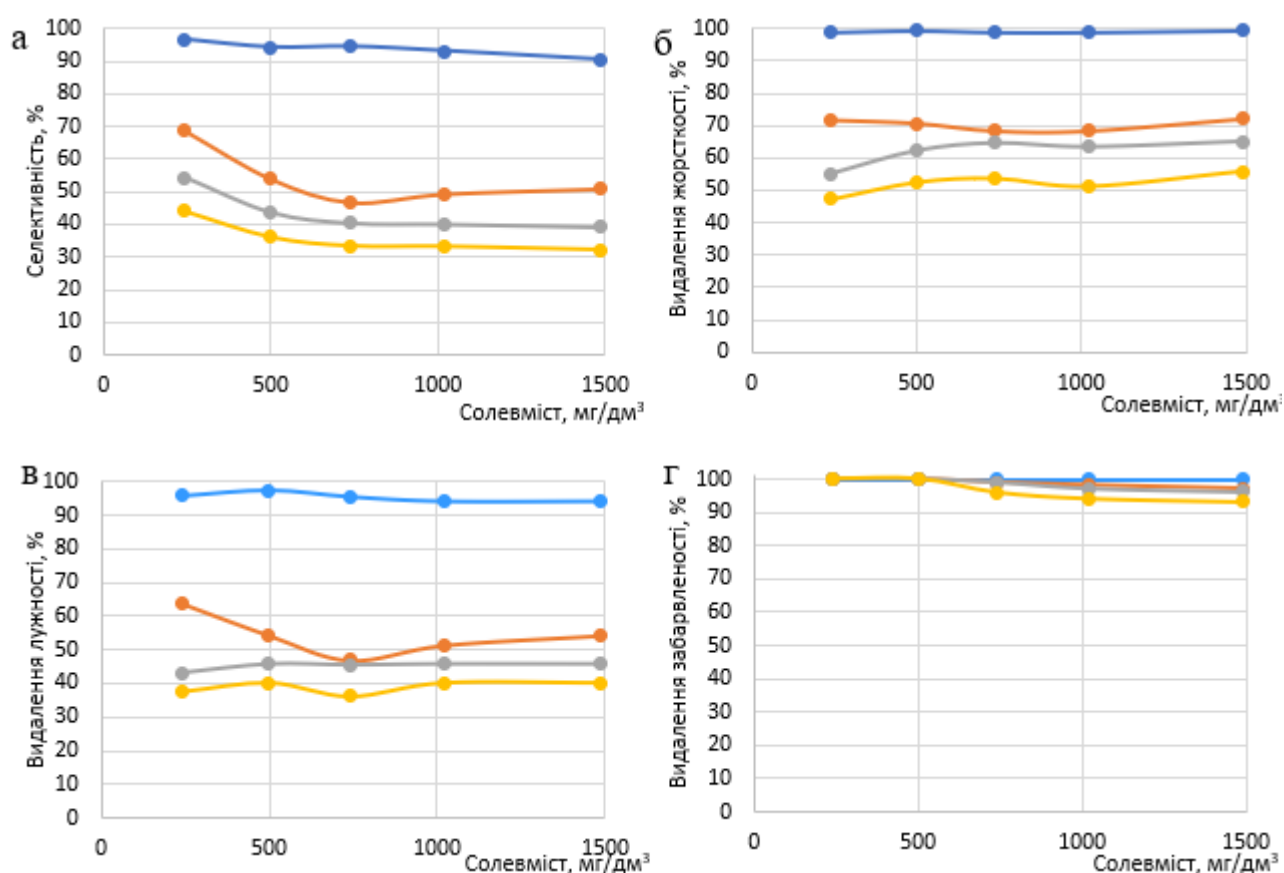 а
Селективність, %
100
90
80
70
60
50
40
30
20
10
0
0 500 1000 1500
Солевміст, мг/дм³
б
Видалення жорсткості, %
100
90
80
70
60
50
40
30
20
10
0
0 500 1000 1500
Солевміст, мг/дм³
в
Видалення лужності, %
100
90
80
70
60
50
40
30
20
10
0
0 500 1000 1500
Солевміст, мг/дм³
г
Видалення забарвленості, %
100
90
80
70
60
50
40
30
20
10
0
0 500 1000 1500
Солевміст, мг/дм³